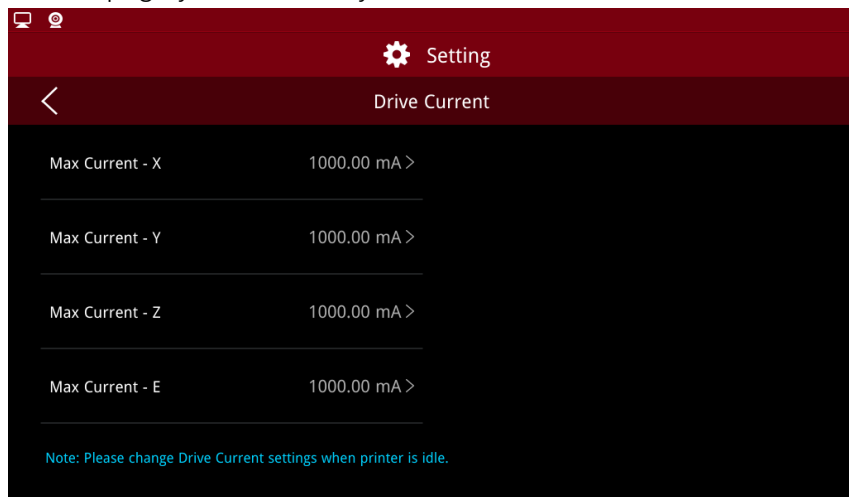 Setting
Drive Current
Max Current - X 1000.00 mA >
Max Current - Y 1000.00 mA >
Max Current - Z 1000.00 mA >
Max Current - E 1000.00 mA >
Note: Please change Drive Current settings when printer is idle.